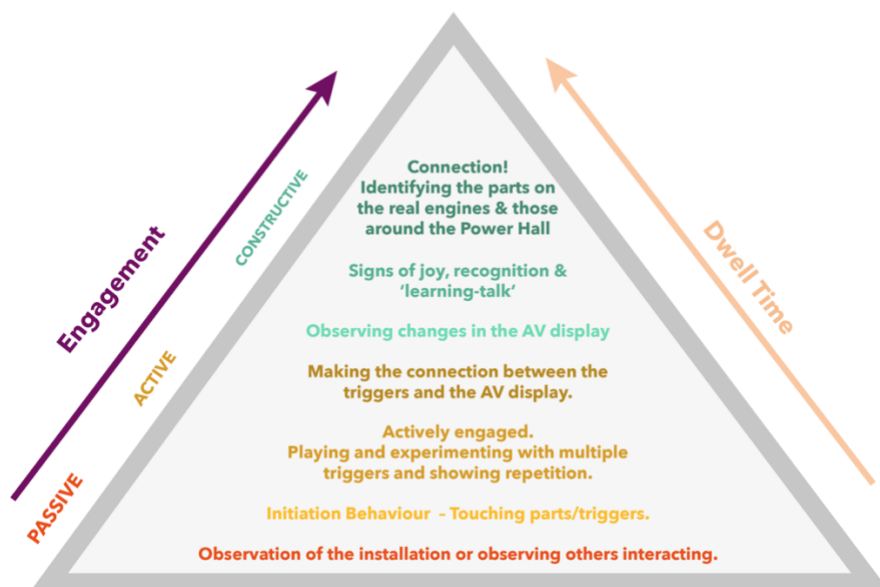 Connection!
Identifying the parts on
the real engines & those
around the Power Hall
Signs of joy, recognition &
‘learning-talk’
Observing changes in the AV display
Making the connection between the
triggers and the AV display.
Actively engaged.
Playing and experimenting with multiple
triggers and showing repetition.
Initiation Behaviour – Touching parts/triggers.
Observation of the installation or observing others interacting.
Engagement
CONSTRUCTIVE
ACTIVE
PASSIVE
Dwell Time